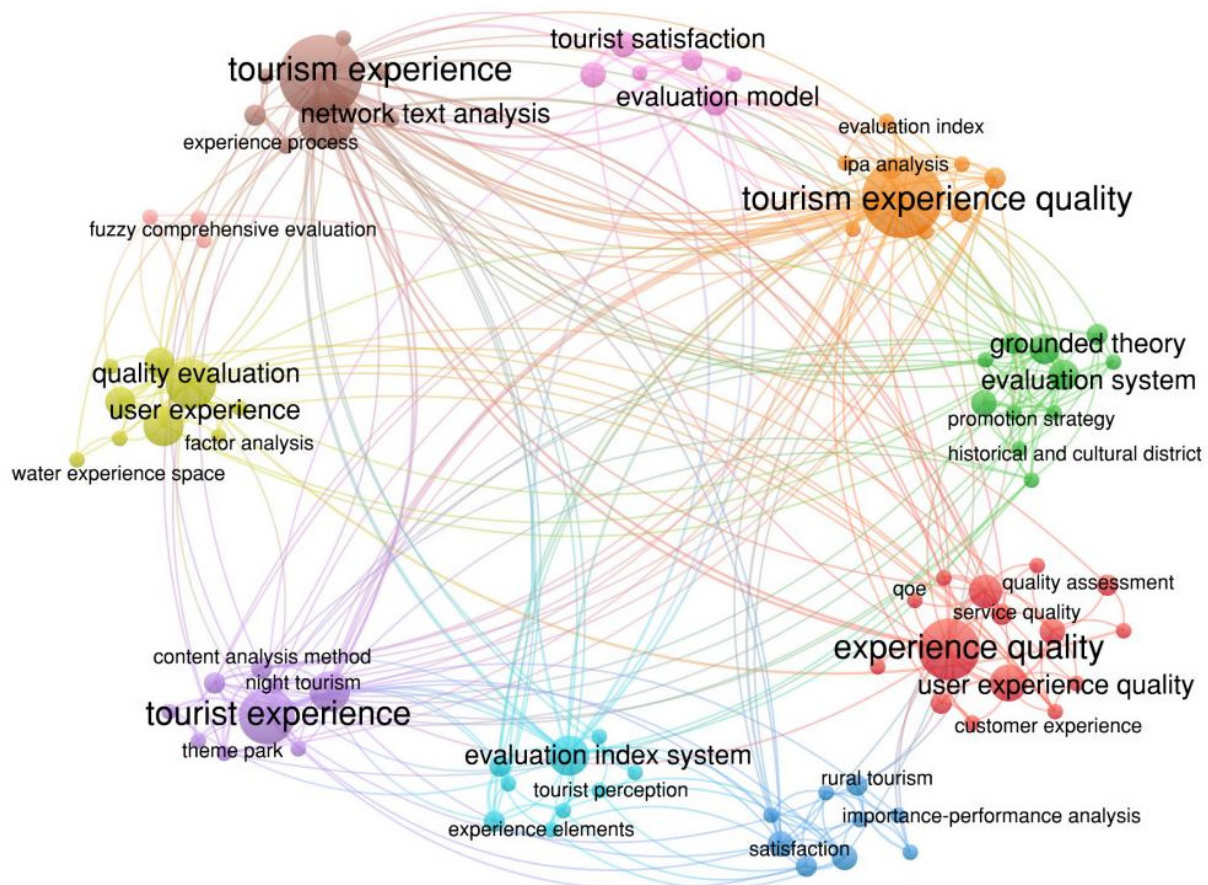 tourist satisfaction
tourism experience
evaluation model
network text analysis
evaluation index
experience process
ipa analysis
tourism experience quality
fuzzy comprehensive evaluation
grounded theory
quality evaluation
evaluation system
user experience
promotion strategy
factor analysis
historical and cultural district
water experience space
quality assessment
qoe
service quality
experience quality
content analysis method
night tourism
user experience quality
tourist experience
customer experience
theme park
evaluation index system
rural tourism
tourist perception
importance-performance analysis
experience elements
satisfaction